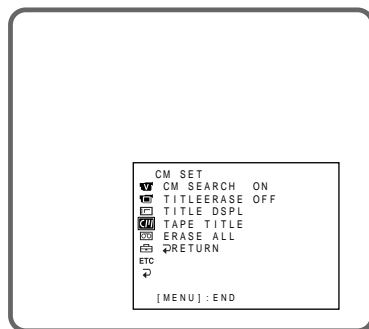 CM SET
CM SEARCH ON
TITLEERASE OFF
TITLE DSPL
TAPE TITLE
ERASE ALL
RETURN
ETC
[MENU]:END